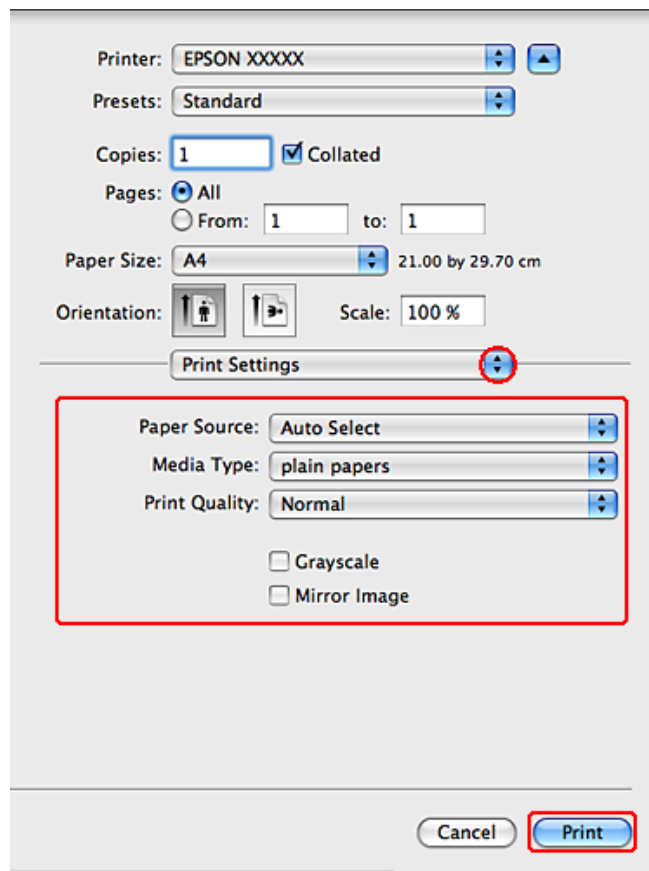 Printer: EPSON XXXXX
Presets: Standard
Copies: 1 Collated
Pages: All
From: 1 to: 1
Paper Size: A4 21.00 by 29.70 cm
Orientation: Scale: 100 %
Print Settings
Paper Source: Auto Select
Media Type: plain papers
Print Quality: Normal
Grayscale
Mirror Image
Cancel Print